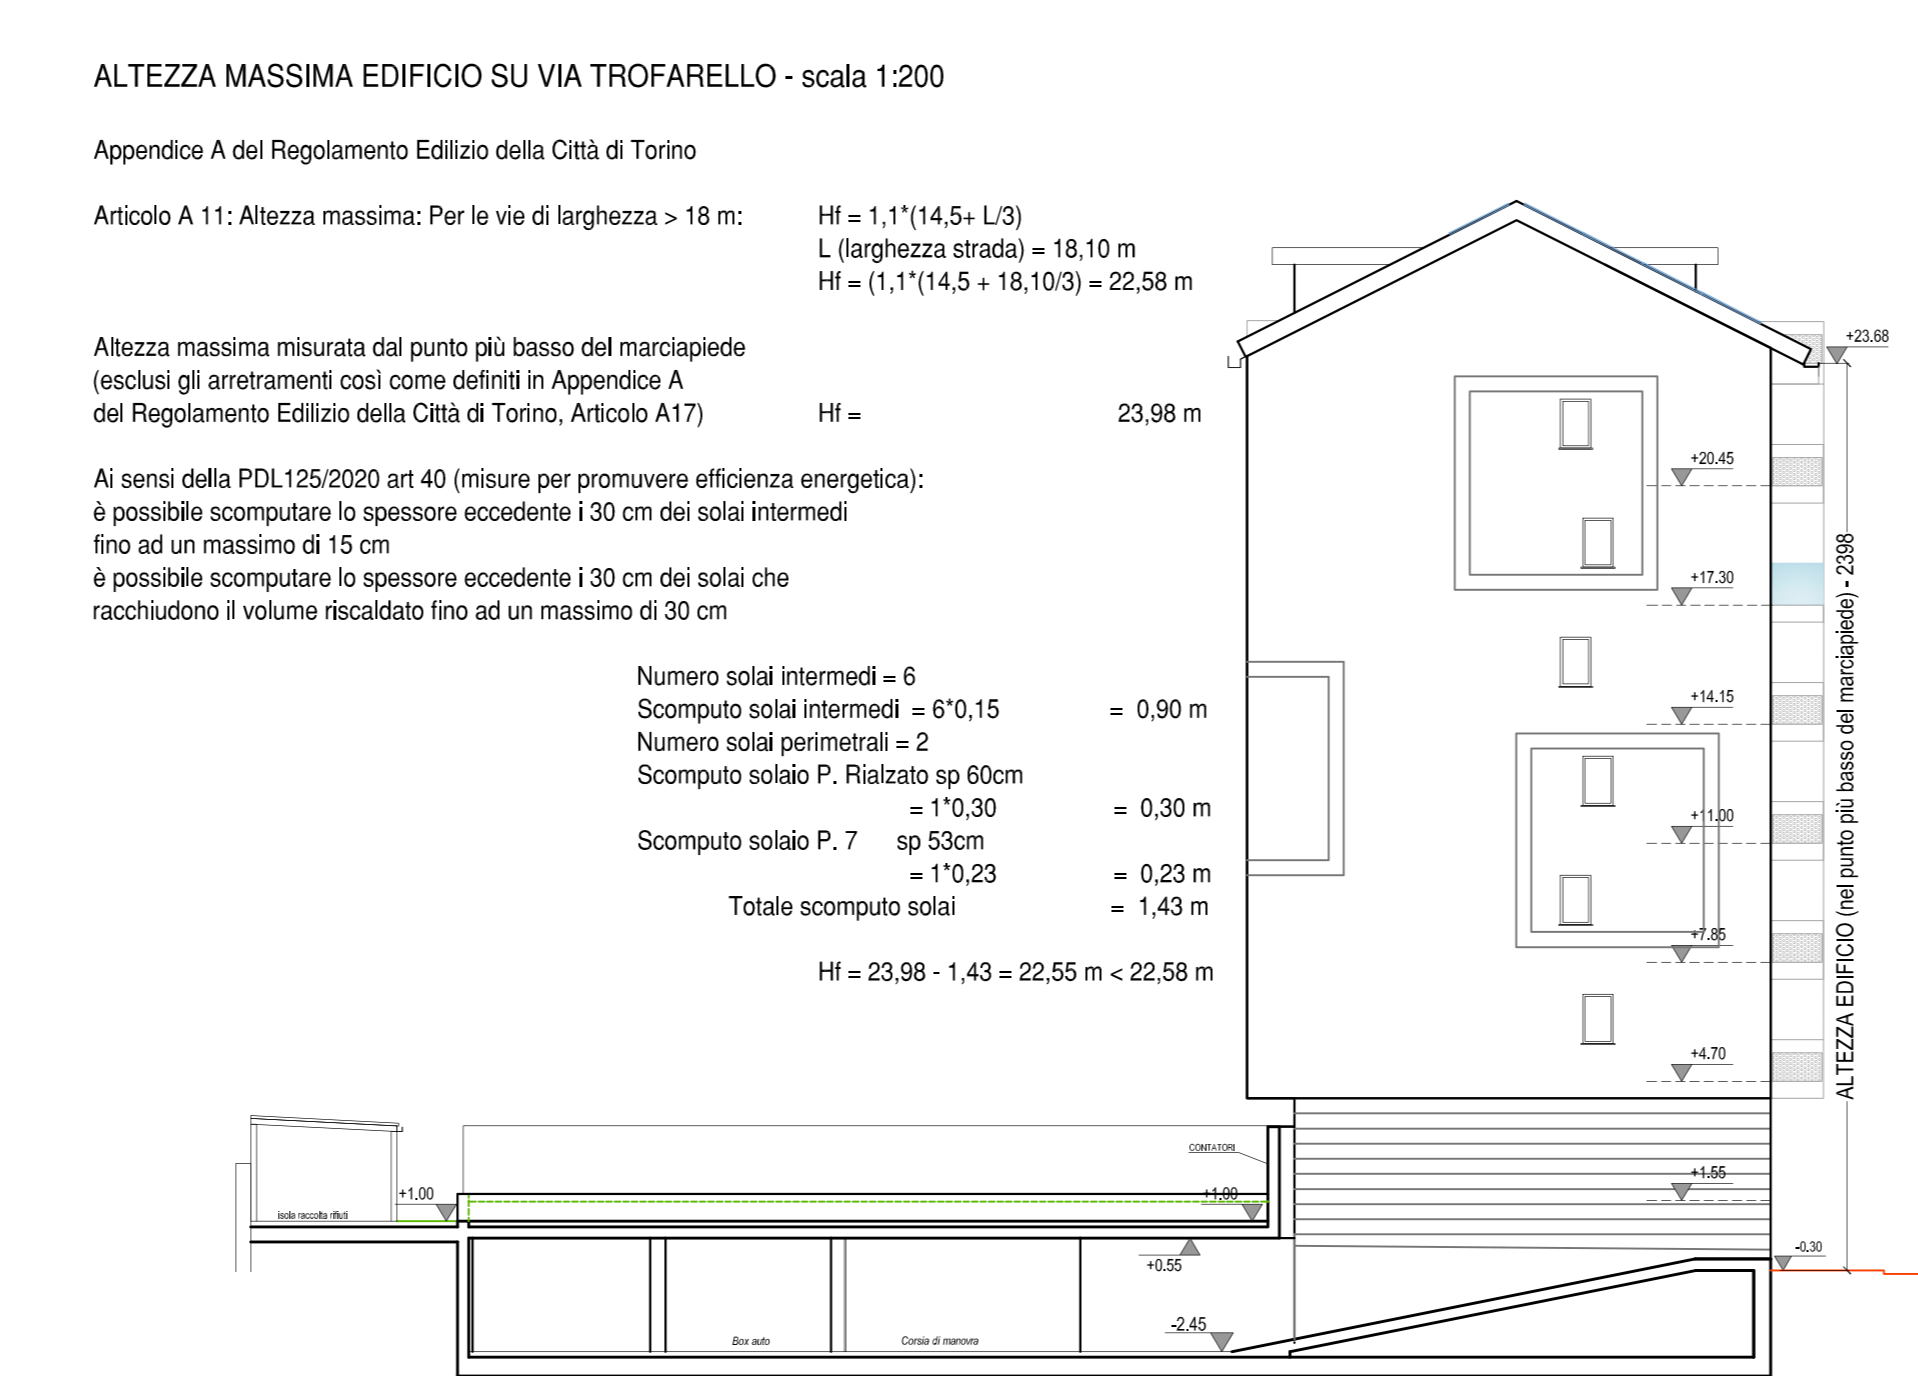 ALTEZZA MASSIMA EDIFICIO SU VIA TROFARELLO - scala 1:200
Appendice A del Regolamento Edilizio della Città di Torino
Articolo A 11: Altezza massima: Per le vie di larghezza > 18 m: Hf = 1,1*(14,5+ L/3)
L (larghezza strada) = 18,10 m
Hf = (1,1*(14,5 + 18,10/3) = 22,58 m
Altezza massima misurata dal punto più basso del marciapiede
(esclusi gli arretramenti così come definiti in Appendice A
del Regolamento Edilizio della Città di Torino, Articolo A17) Hf = 23,98 m
Ai sensi della PDL125/2020 art 40 (misure per promuvere efficienza energetica):
è possibile scomputare lo spessore eccedente i 30 cm dei solai intermedi
fino ad un massimo di 15 cm
è possibile scomputare lo spessore eccedente i 30 cm dei solai che
racchiudono il volume riscaldato fino ad un massimo di 30 cm
Numero solai intermedi = 6
Scomputo solai intermedi = 6*0,15 = 0,90 m
Numero solai perimetrali = 2
Scomputo solaio P. Rialzato sp 60cm
= 1*0,30 = 0,30 m
Scomputo solaio P. 7 sp 53cm
= 1*0,23 = 0,23 m
Totale scomputo solai = 1,43 m
Hf = 23,98 - 1,43 = 22,55 m < 22,58 m
+23.68
+20.45
+17.30
+14.15
+11.00
+7.85
+4.70
+1.55
-0.30
ALTEZZA EDIFICIO (nel punto più basso del marciapiede) - 2398
CONTATORI
+1.00
+1.00
isola raccolta rifiuti
+0.55
-2.45
Box auto
Corsia di manovra